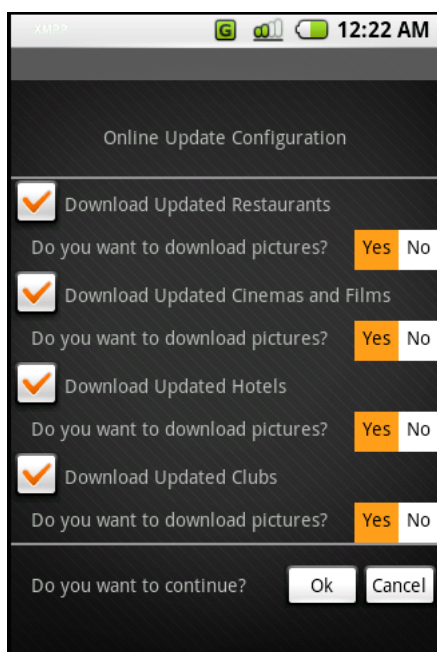 XMPP
G 12:22 AM
Online Update Configuration
Download Updated Restaurants
Do you want to download pictures? Yes No
Download Updated Cinemas and Films
Do you want to download pictures? Yes No
Download Updated Hotels
Do you want to download pictures? Yes No
Download Updated Clubs
Do you want to download pictures? Yes No
Do you want to continue? Ok Cancel